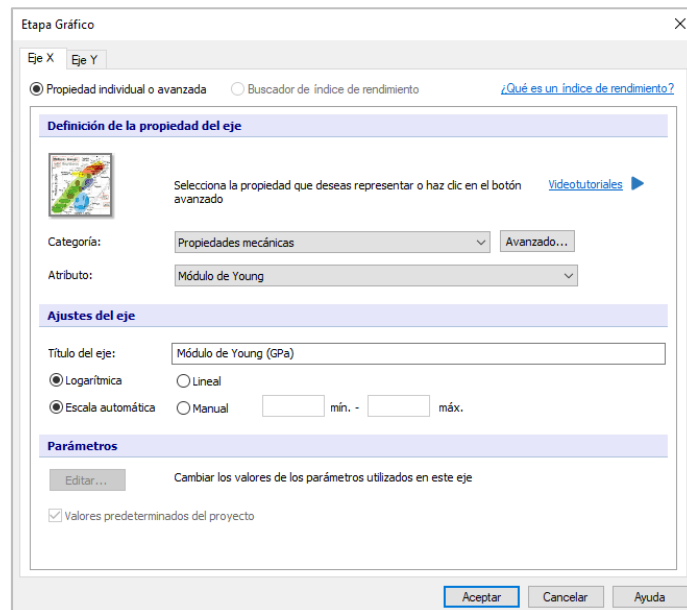 Etapa Gráfico
Eje X Eje Y
Propiedad individual o avanzada Buscador de índice de rendimiento ¿Qué es un índice de rendimiento?
Definición de la propiedad del eje
Selecciona la propiedad que deseas representar o haz clic en el botón
avanzado
Videotutoriales
Categoría: Propiedades mecánicas Avanzado...
Atributo: Módulo de Young
Ajustes del eje
Título del eje: Módulo de Young (GPa)
Logarítmica Lineal
Escala automática Manual mín. - máx.
Parámetros
Editar... Cambiar los valores de los parámetros utilizados en este eje
Valores predeterminados del proyecto
Aceptar Cancelar Ayuda